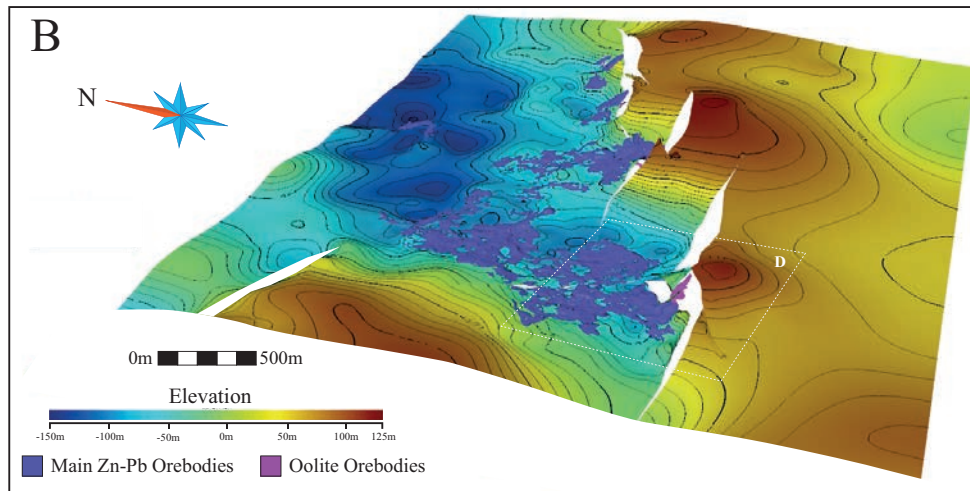 B
N
D
0m 500m
Elevation
-150m -100m -50m 0m 50m 100m 125m
Main Zn-Pb Orebodies Oolite Orebodies